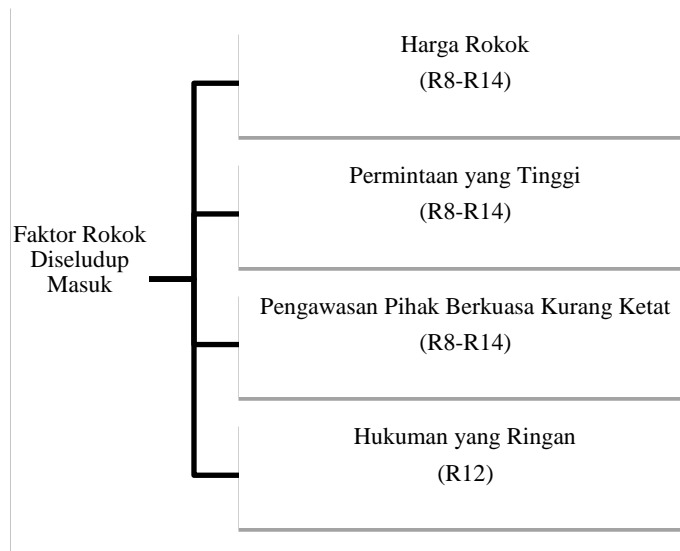 Faktor Rokok
Diseludup
Masuk
Harga Rokok
(R8-R14)
Permintaan yang Tinggi
(R8-R14)
Pengawasan Pihak Berkuasa Kurang Ketat
(R8-R14)
Hukuman yang Ringan
(R12)